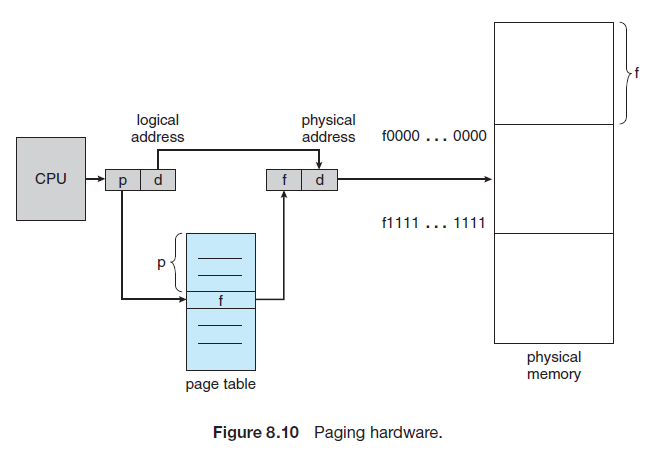 logical
address
physical
address
f0000 ... 0000
f
CPU
p
d
f
d
f1111 ... 1111
p
f
page table
physical
memory
Figure 8.10 Paging hardware.